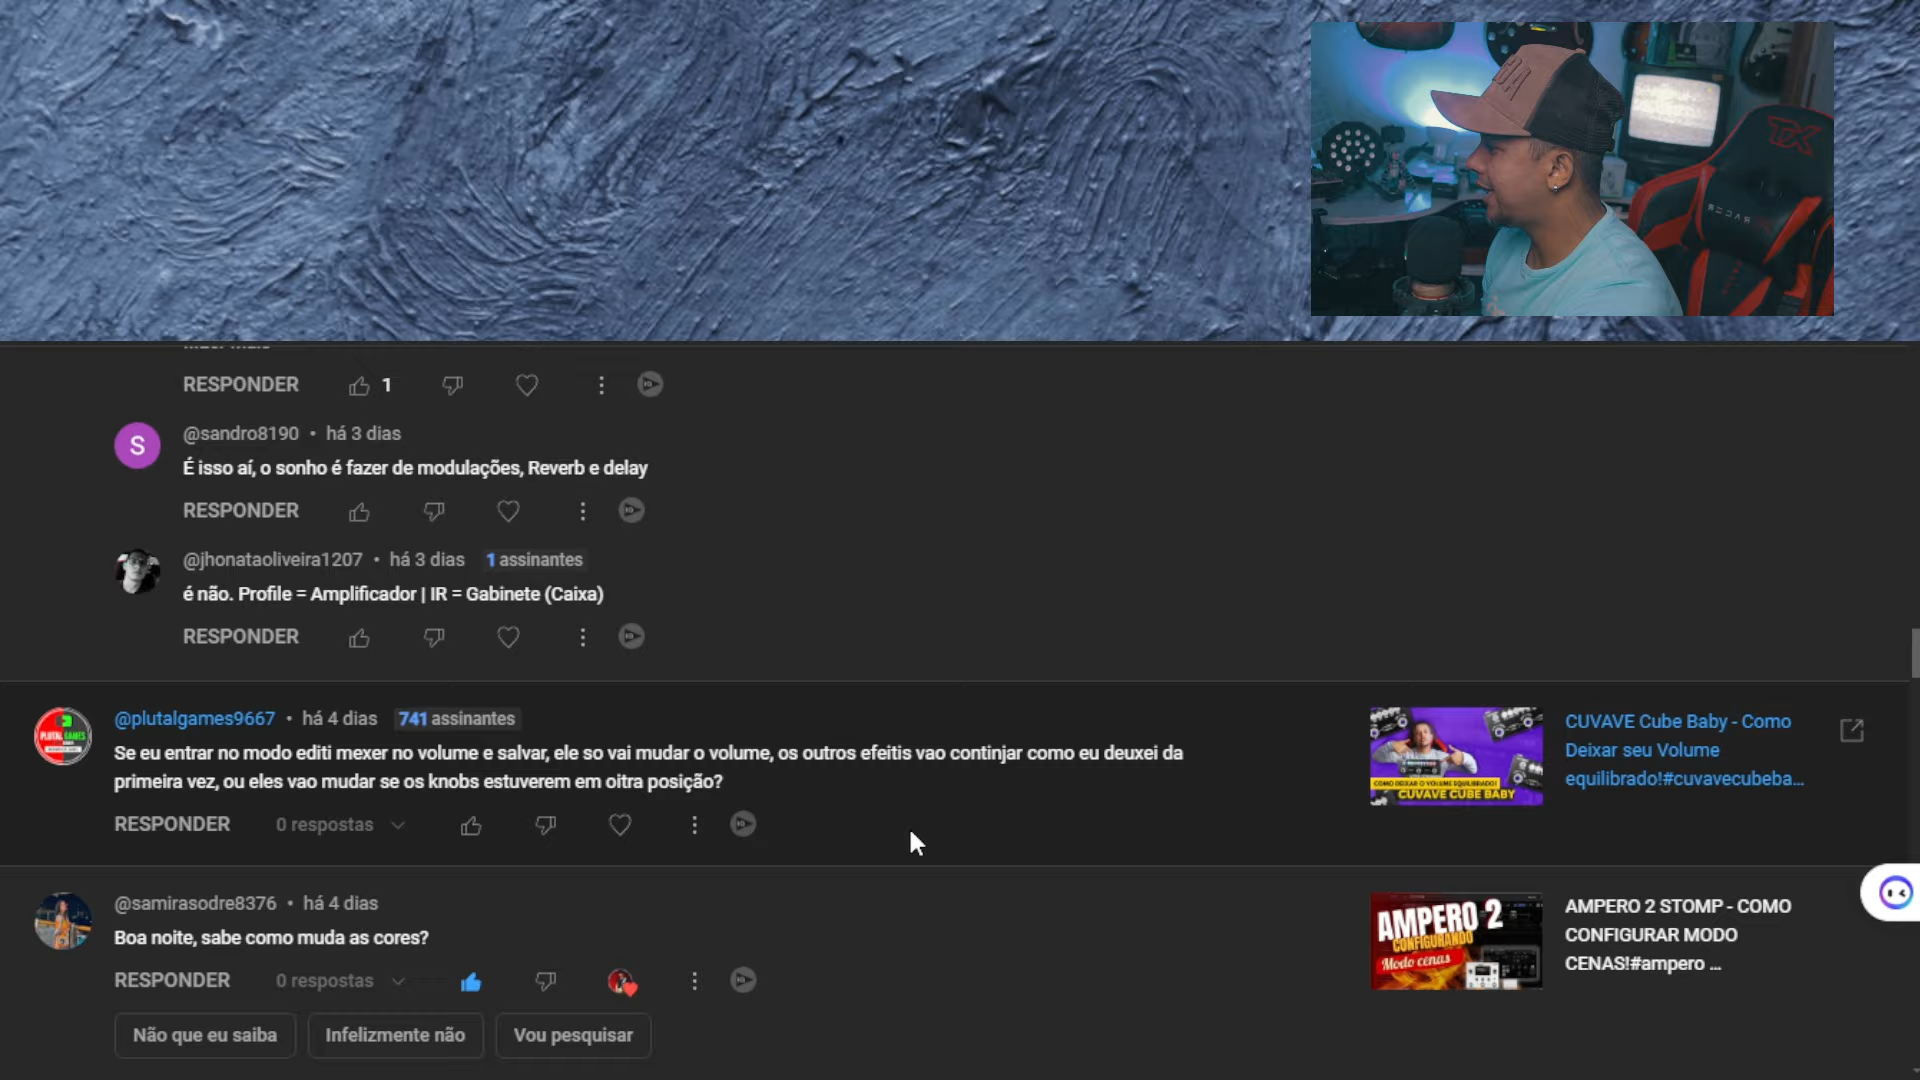 RESPONDER 1
S @sandro8190 • há 3 dias
É isso aí, o sonho é fazer de modulações, Reverb e delay
RESPONDER
@jhonataoliveira1207 • há 3 dias 1 assinantes
é não. Profile = Amplificador | IR = Gabinete (Caixa)
RESPONDER
@plutalgames9667 • há 4 dias 741 assinantes
Se eu entrar no modo editi mexer no volume e salvar, ele so vai mudar o volume, os outros efeitis vao continjar como eu deuxei da
primeira vez, ou eles vao mudar se os knobs estuverem em oitra posição?
RESPONDER 0 respostas
COMO DEIXAR O VOLUME EQUILIBRADO!
CUVAVE CUBE BABY
CUVAVE Cube Baby - Como
Deixar seu Volume
equilibrado!#cuvavecubeba...
@samirasodre8376 • há 4 dias
Boa noite, sabe como muda as cores?
RESPONDER 0 respostas
Não que eu saiba Infelizmente não Vou pesquisar
AMPERO 2
CONFIGURANDO
Modo cenas!
AMPERO 2 STOMP - COMO
CONFIGURAR MODO
CENAS!#ampero ...